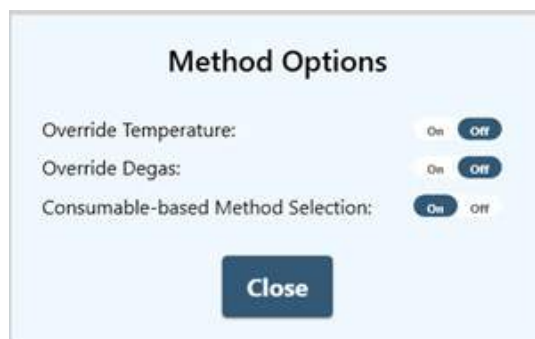 Method Options
Override Temperature: On Off
Override Degas: On Off
Consumable-based Method Selection: On Off
Close